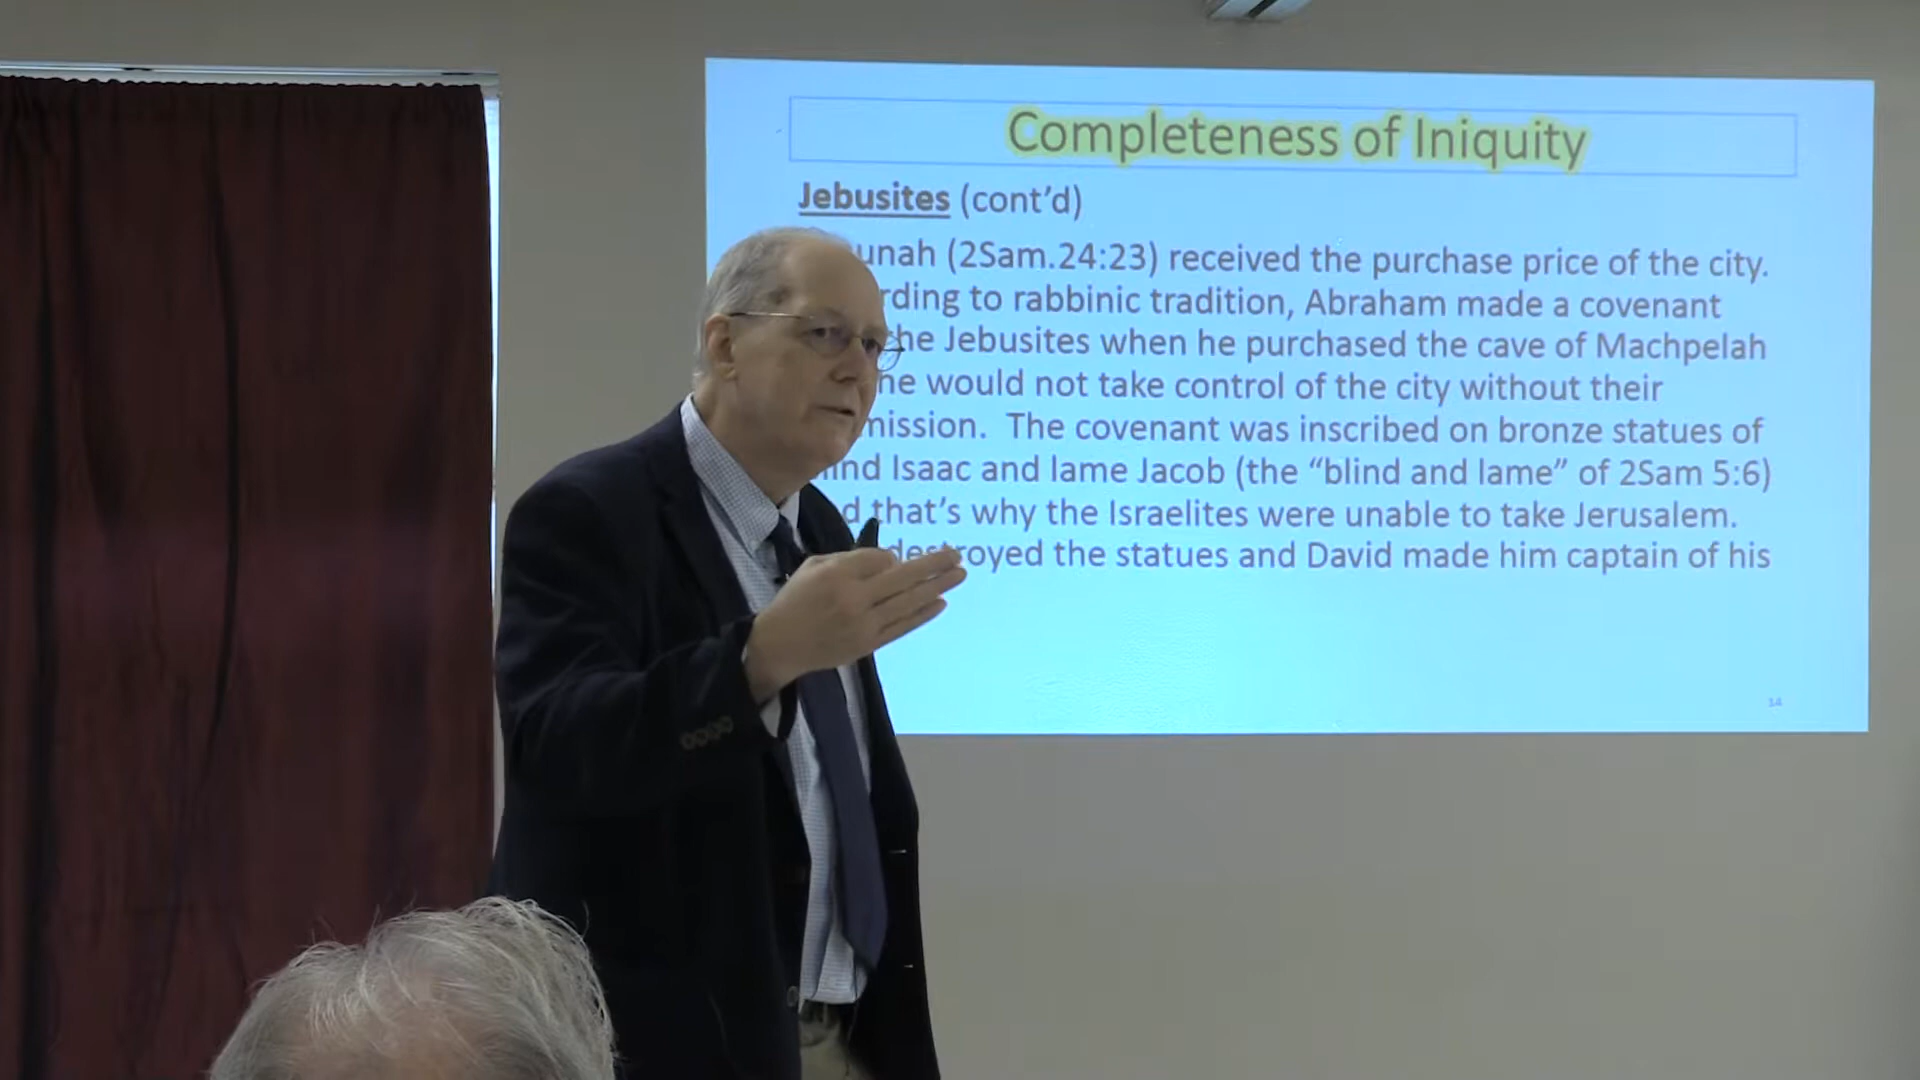 Completeness of Iniquity
Jebusites (cont’d)
unah (2Sam.24:23) received the purchase price of the city.
rding to rabbinic tradition, Abraham made a covenant
he Jebusites when he purchased the cave of Machpelah
he would not take control of the city without their
mission.  The covenant was inscribed on bronze statues of
ind Isaac and lame Jacob (the “blind and lame” of 2Sam 5:6)
d that’s why the Israelites were unable to take Jerusalem.
destroyed the statues and David made him captain of his
14